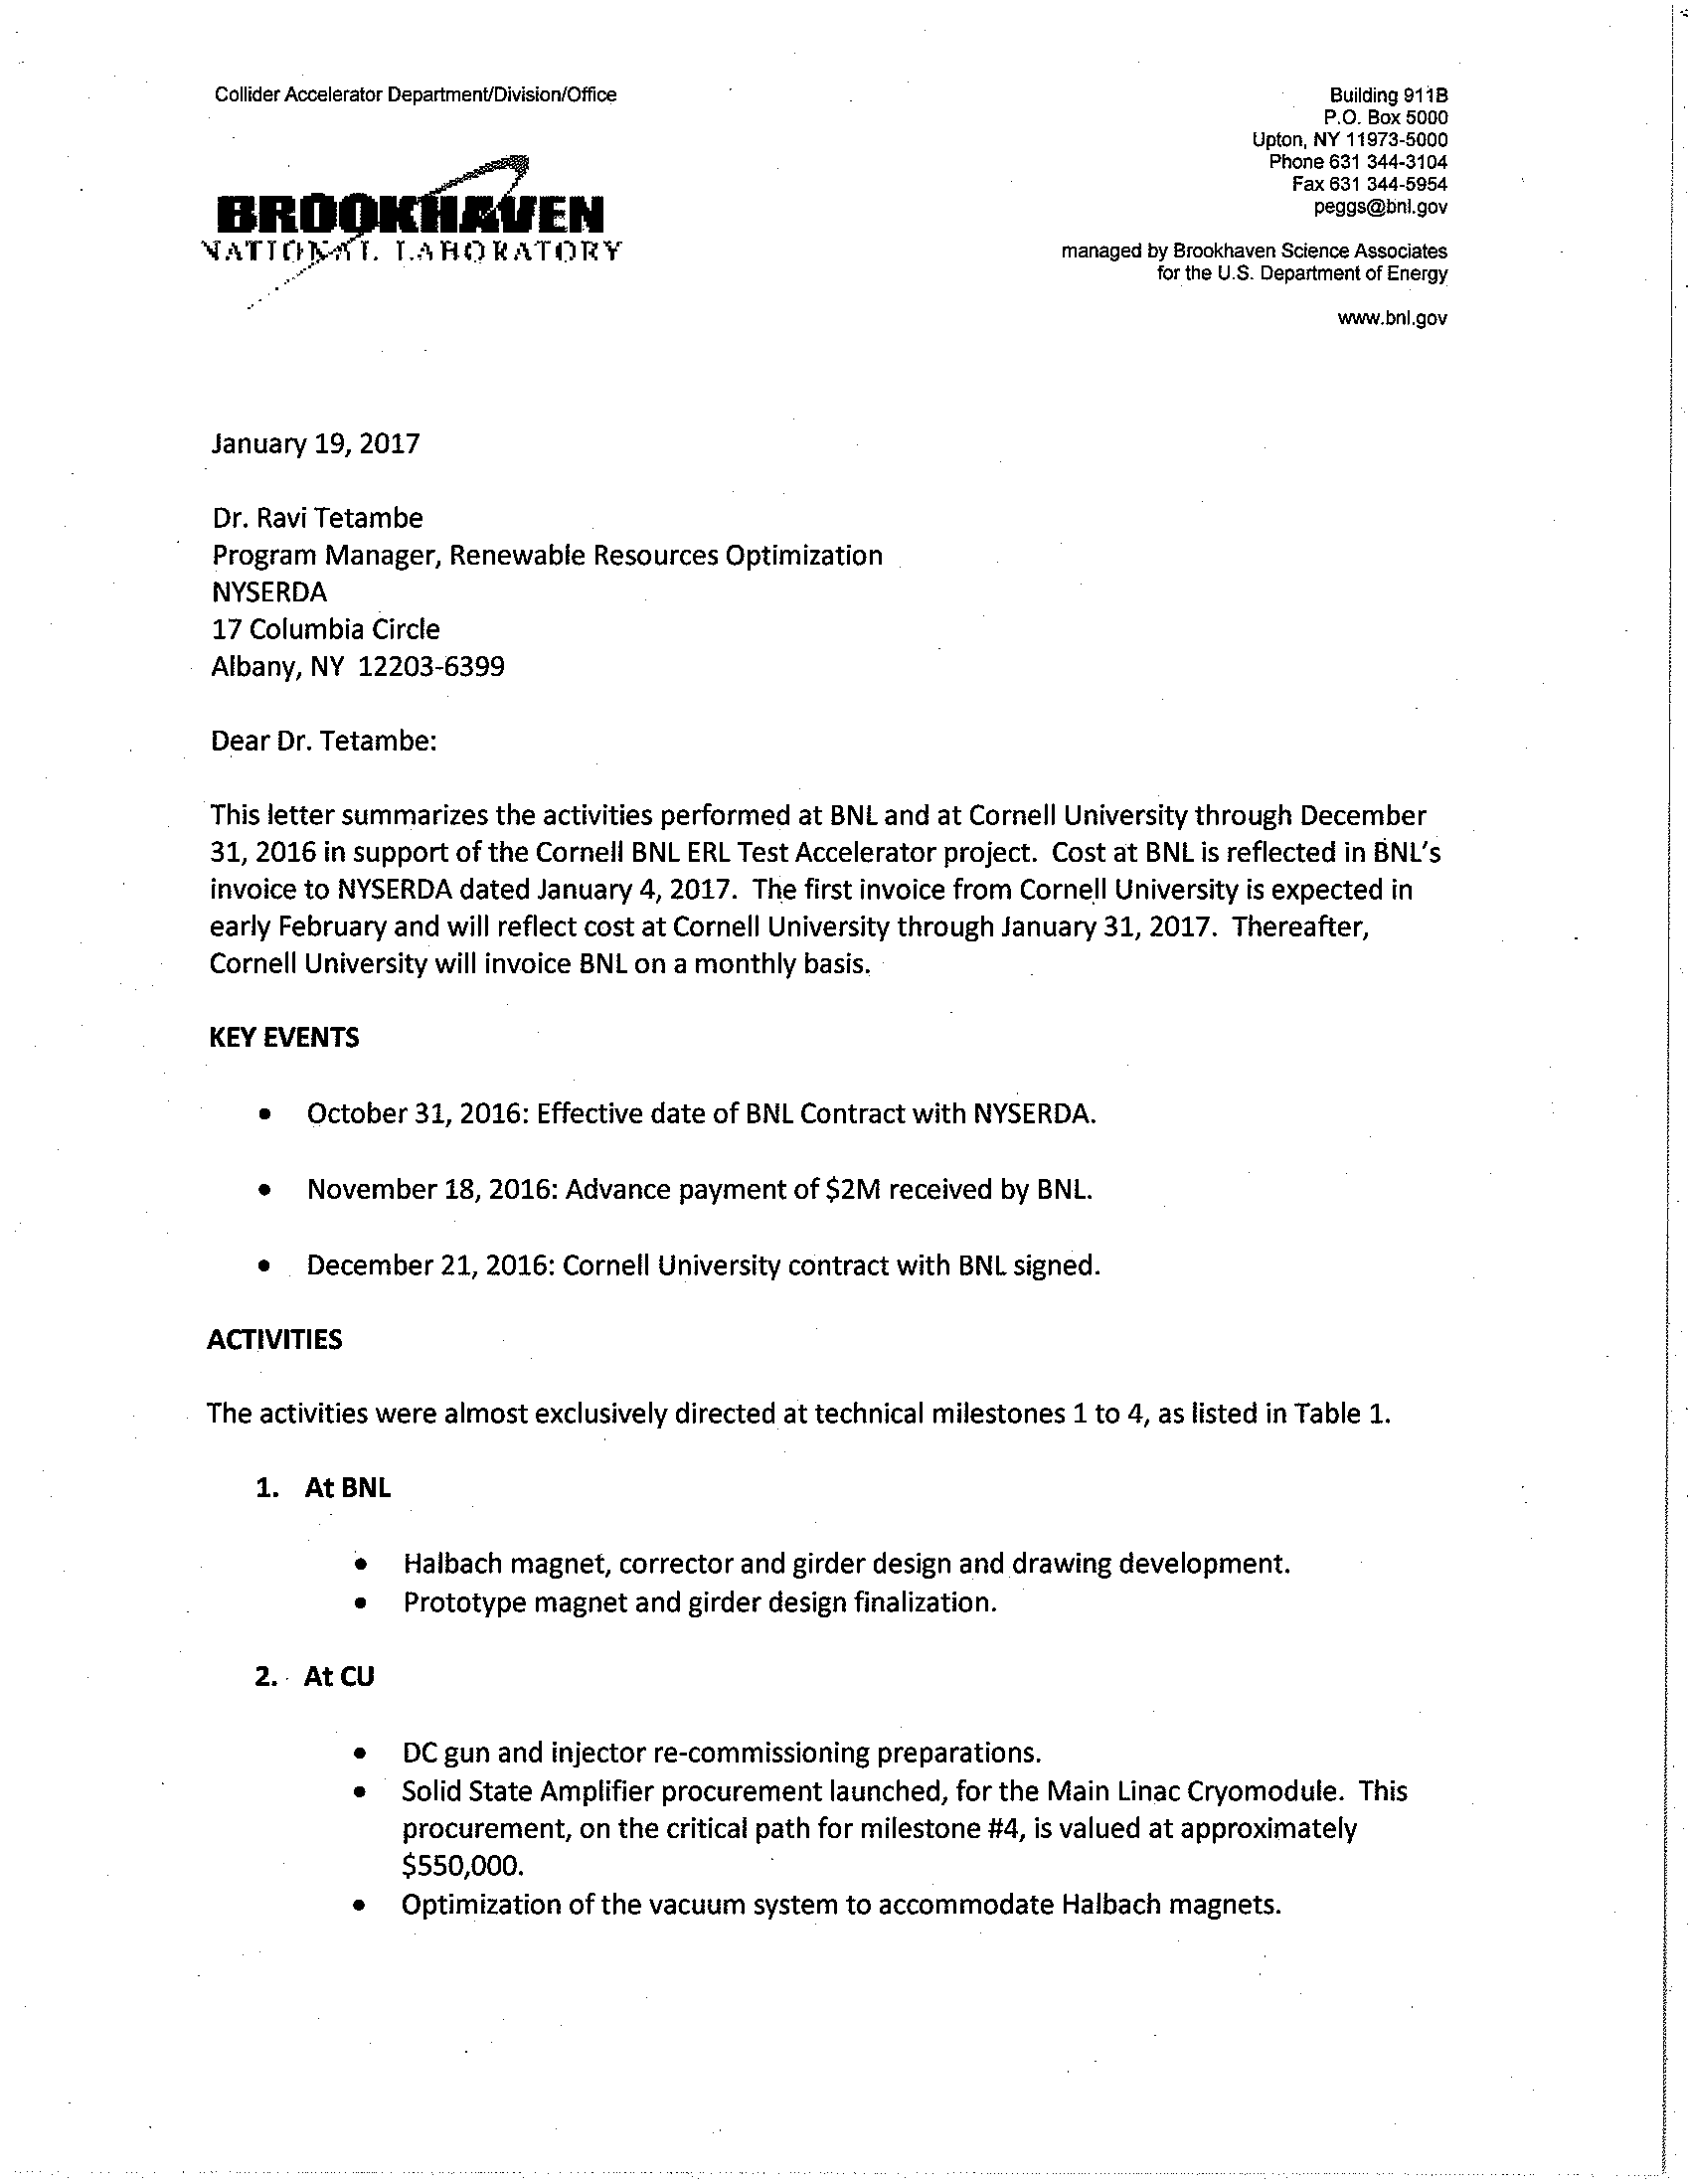 Collider Accelerator Department/Division/Office
Building 911B
P.O. Box 5000
Upton, NY 11973-5000
Phone 631 344-3104
Fax 631 344-5954
peggs@bnl.gov
managed by Brookhaven Science Associates
for the U.S. Department of Energy
www.bnl.gov
BROOKHAVEN
NATIONAL LABORATORY
January 19, 2017
Dr. Ravi Tetambe
Program Manager, Renewable Resources Optimization
NYSERDA
17 Columbia Circle
Albany, NY 12203-6399
Dear Dr. Tetambe:
This letter summarizes the activities performed at BNL and at Cornell University through December
31, 2016 in support of the Cornell BNL ERL Test Accelerator project. Cost at BNL is reflected in BNL's
invoice to NYSERDA dated January 4, 2017. The first invoice from Cornell University is expected in
early February and will reflect cost at Cornell University through January 31, 2017. Thereafter,
Cornell University will invoice BNL on a monthly basis.
KEY EVENTS
• October 31, 2016: Effective date of BNL Contract with NYSERDA.
• November 18, 2016: Advance payment of $2M received by BNL.
• December 21, 2016: Cornell University contract with BNL signed.
ACTIVITIES
The activities were almost exclusively directed at technical milestones 1 to 4, as listed in Table 1.
1. At BNL
• Halbach magnet, corrector and girder design and drawing development.
• Prototype magnet and girder design finalization.
2. At CU
• DC gun and injector re-commissioning preparations.
• Solid State Amplifier procurement launched, for the Main Linac Cryomodule. This
procurement, on the critical path for milestone #4, is valued at approximately
$550,000.
• Optimization of the vacuum system to accommodate Halbach magnets.